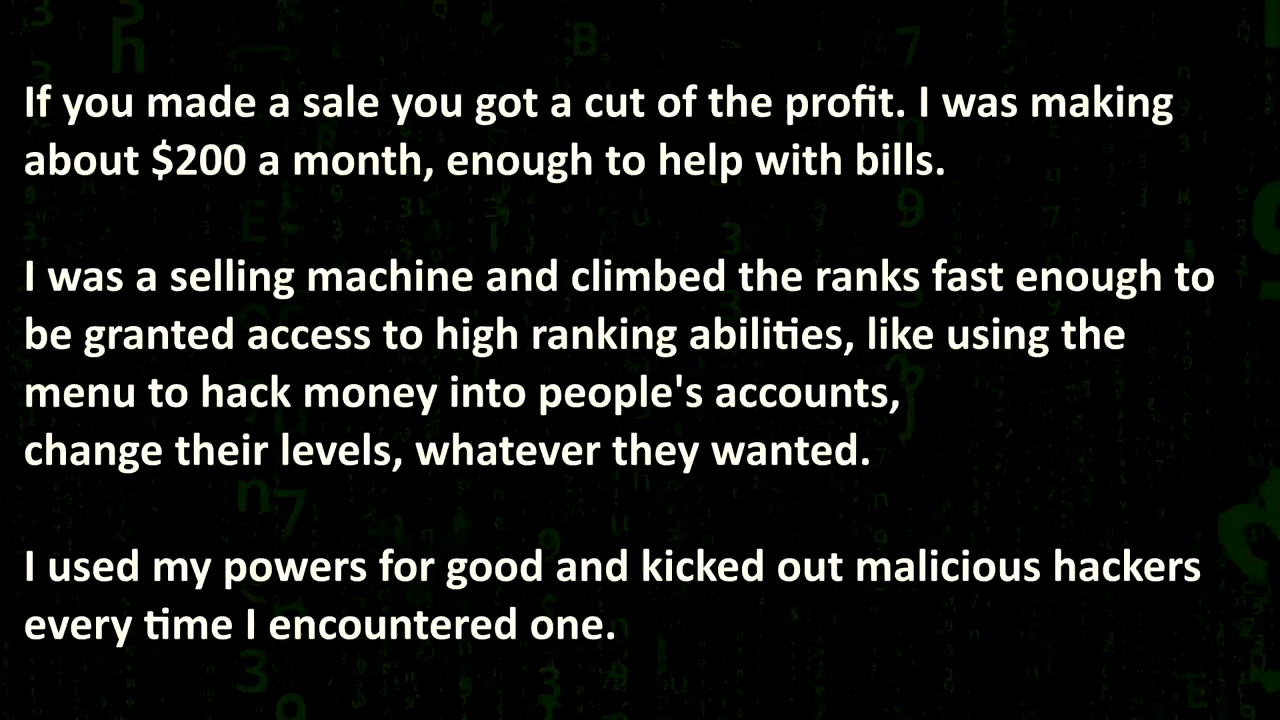 If you made a sale you got a cut of the profit. I was making
about $200 a month, enough to help with bills.
I was a selling machine and climbed the ranks fast enough to
be granted access to high ranking abilities, like using the
menu to hack money into people's accounts,
change their levels, whatever they wanted.
I used my powers for good and kicked out malicious hackers
every time I encountered one.